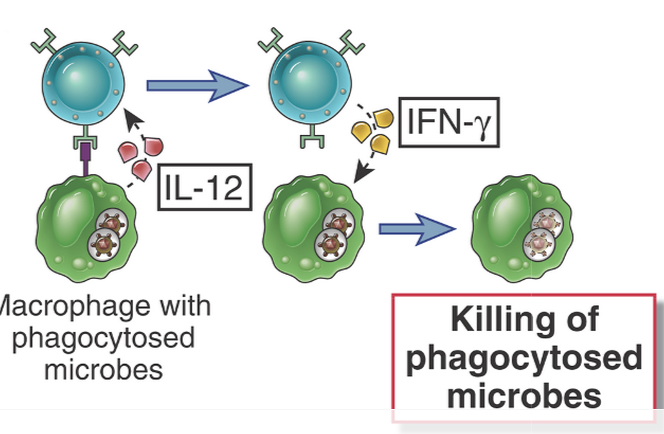 IFN-γ
IL-12
Macrophage with
phagocytosed
microbes
Killing of
phagocytosed
microbes